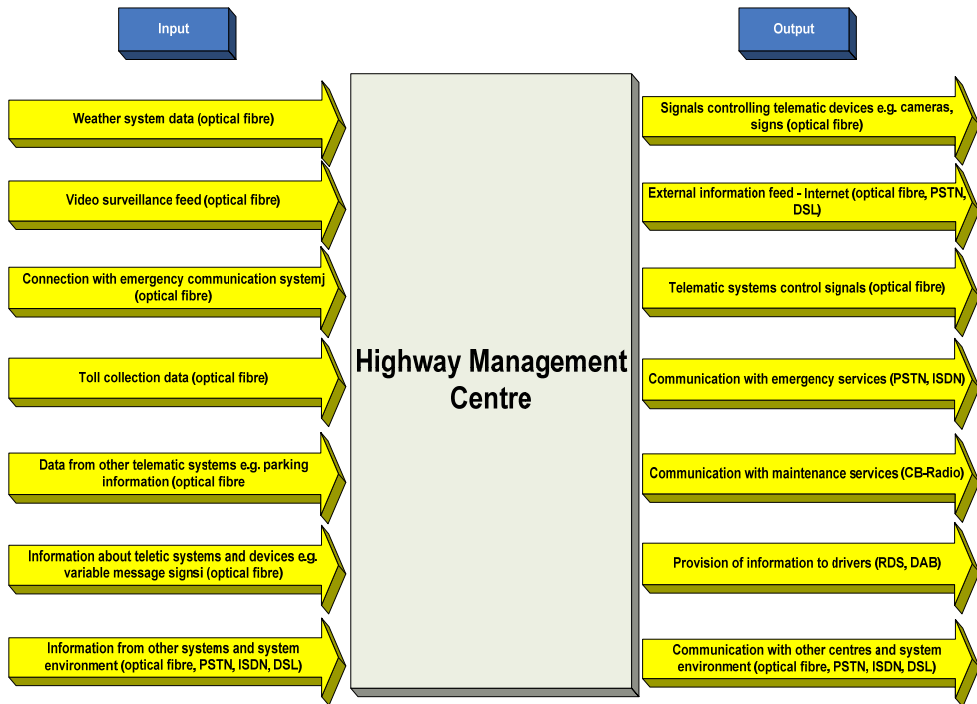 Input
Output
Weather system data (optical fibre)
Video surveillance feed (optical fibre)
Connection with emergency communication systemj
(optical fibre)
Toll collection data (optical fibre)
Data from other telematic systems e.g. parking
information (optical fibre
Information about teletic systems and devices e.g.
variable message signsi (optical fibre)
Information from other systems and system
environment (optical fibre, PSTN, ISDN, DSL)
Highway Management
Centre
Signals controlling telematic devices e.g. cameras,
signs (optical fibre)
External information feed - Internet (optical fibre, PSTN,
DSL)
Telematic systems control signals (optical fibre)
Communication with emergency services (PSTN, ISDN)
Communication with maintenance services (CB-Radio)
Provision of information to drivers (RDS, DAB)
Communication with other centres and system
environment (optical fibre, PSTN, ISDN, DSL)